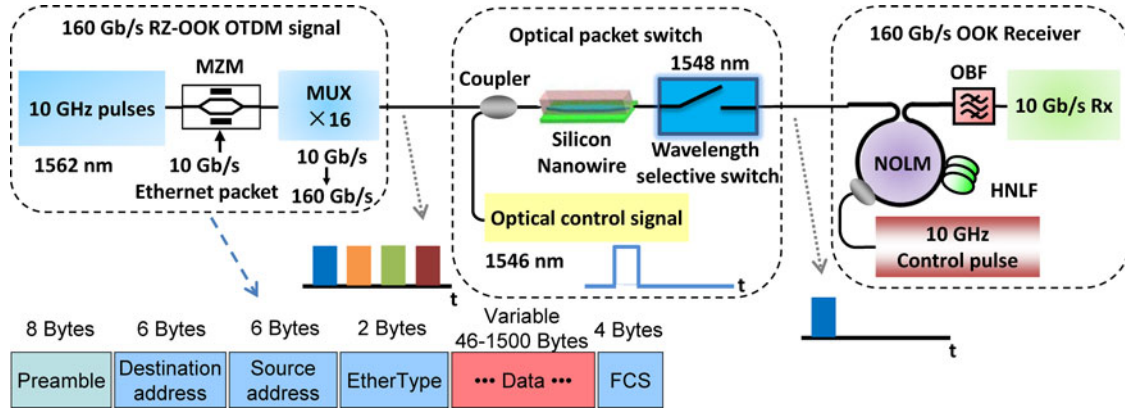 160 Gb/s RZ-OOK OTDM signal
MZM
10 GHz pulses
MUX
×16
1562 nm
10 Gb/s
Ethernet packet
10 Gb/s
160 Gb/s
Optical packet switch
Coupler
1548 nm
Silicon
Nanowire
Wavelength
selective switch
Optical control signal
1546 nm
t
t
160 Gb/s OOK Receiver
OBF
10 Gb/s Rx
NOLM
HNLF
10 GHz
Control pulse
t
8 Bytes
6 Bytes
6 Bytes
2 Bytes
Variable
46-1500 Bytes
4 Bytes
Preamble
Destination
address
Source
address
EtherType
••• Data •••
FCS